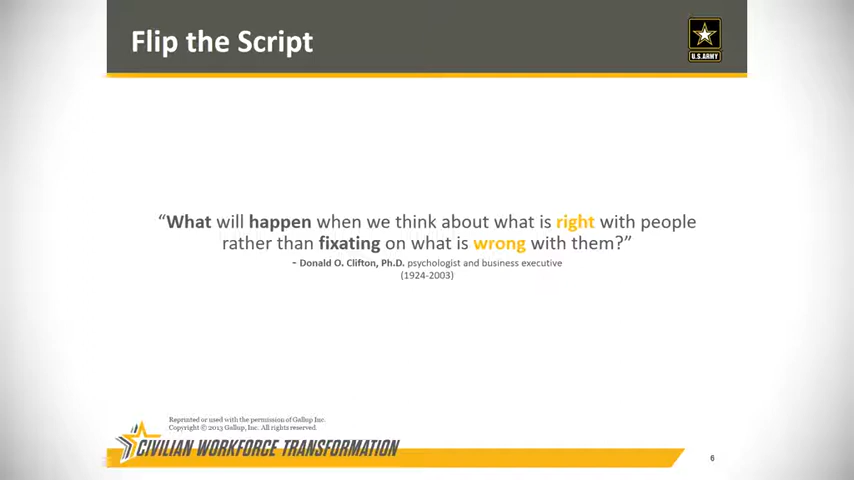 Flip the Script
U.S.ARMY
“What will happen when we think about what is right with people
rather than fixating on what is wrong with them?”
- Donald O. Clifton, Ph.D. psychologist and business executive
(1924-2003)
Reprinted or used with the permission of Gallup Inc.
Copyright © 2013 Gallup, Inc. All rights reserved.
CIVILIAN WORKFORCE TRANSFORMATION
6